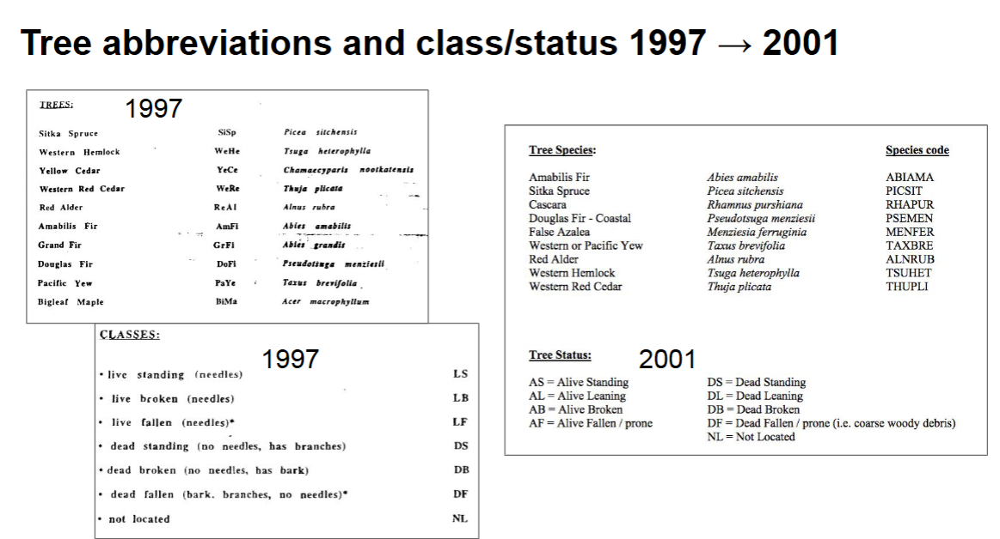 Tree abbreviations and class/status 1997 → 2001
TREES: 1997
Sitka Spruce SiSp Picea sitchensis
Western Hemlock WeHe Tsuga heterophylla
Yellow Cedar YeCe Chamaecyparis nootkatensis
Western Red Cedar WeRe Thuja plicata
Red Alder ReAl Alnus rubra
Amabilis Fir AmFi Abies amabilis
Grand Fir GrFi Abies grandis
Douglas Fir DoFi Pseudotsuga menziesii
Pacific Yew PaYe Taxus brevifolia
Bigleaf Maple BiMa Acer macrophyllum
CLASSES:
1997
• live standing (needles) LS
• live broken (needles) LB
• live fallen (needles)* LF
• dead standing (no needles, has branches) DS
• dead broken (no needles, has bark) DB
• dead fallen (bark. branches, no needles)* DF
• not located NL
Tree Species: Species code
Amabilis Fir Abies amabilis ABIAMA
Sitka Spruce Picea sitchensis PICSIT
Cascara Rhamnus purshiana RHAPUR
Douglas Fir - Coastal Pseudotsuga menziesii PSEMEN
False Azalea Menziesia ferruginia MENFER
Western or Pacific Yew Taxus brevifolia TAXBRE
Red Alder Alnus rubra ALNRUB
Western Hemlock Tsuga heterophylla TSUHET
Western Red Cedar Thuja plicata THUPLI
Tree Status: 2001
AS = Alive Standing DS = Dead Standing
AL = Alive Leaning DL = Dead Leaning
AB = Alive Broken DB = Dead Broken
AF = Alive Fallen / prone DF = Dead Fallen / prone (i.e. coarse woody debris)
NL = Not Located